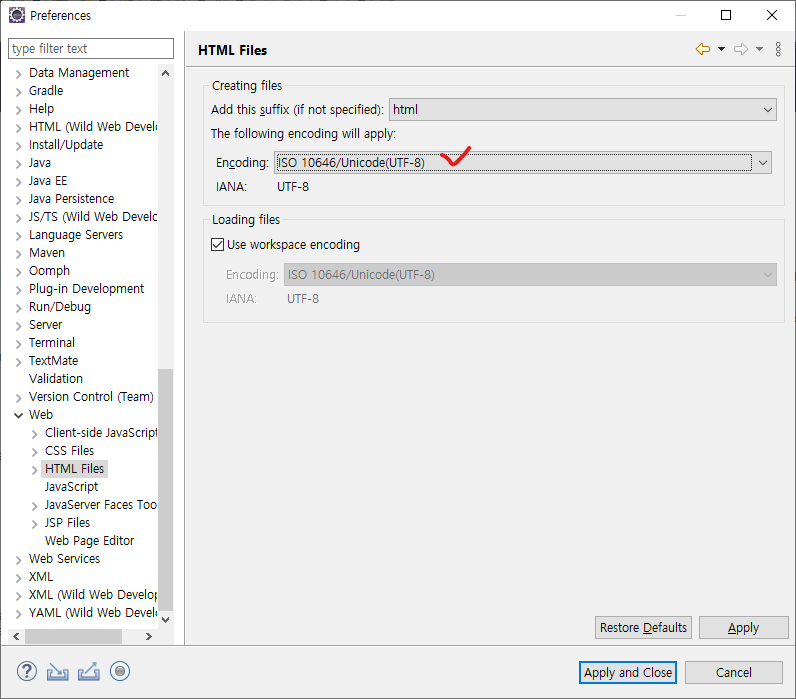 Preferences
type filter text
Data Management
Gradle
Help
HTML (Wild Web Develo
Install/Update
Java
Java EE
Java Persistence
JS/TS (Wild Web Develo
Language Servers
Maven
Oomph
Plug-in Development
Run/Debug
Server
Terminal
TextMate
Validation
Version Control (Team)
Web
Client-side JavaScript
CSS Files
HTML Files
JavaScript
JavaServer Faces Too
JSP Files
Web Page Editor
Web Services
XML
XML (Wild Web Develop
YAML (Wild Web Develo
HTML Files
Creating files
Add this suffix (if not specified): html
The following encoding will apply:
Encoding: ISO 10646/Unicode(UTF-8)
IANA: UTF-8
Loading files
Use workspace encoding
Encoding: ISO 10646/Unicode(UTF-8)
IANA: UTF-8
Restore Defaults Apply
? Apply and Close Cancel